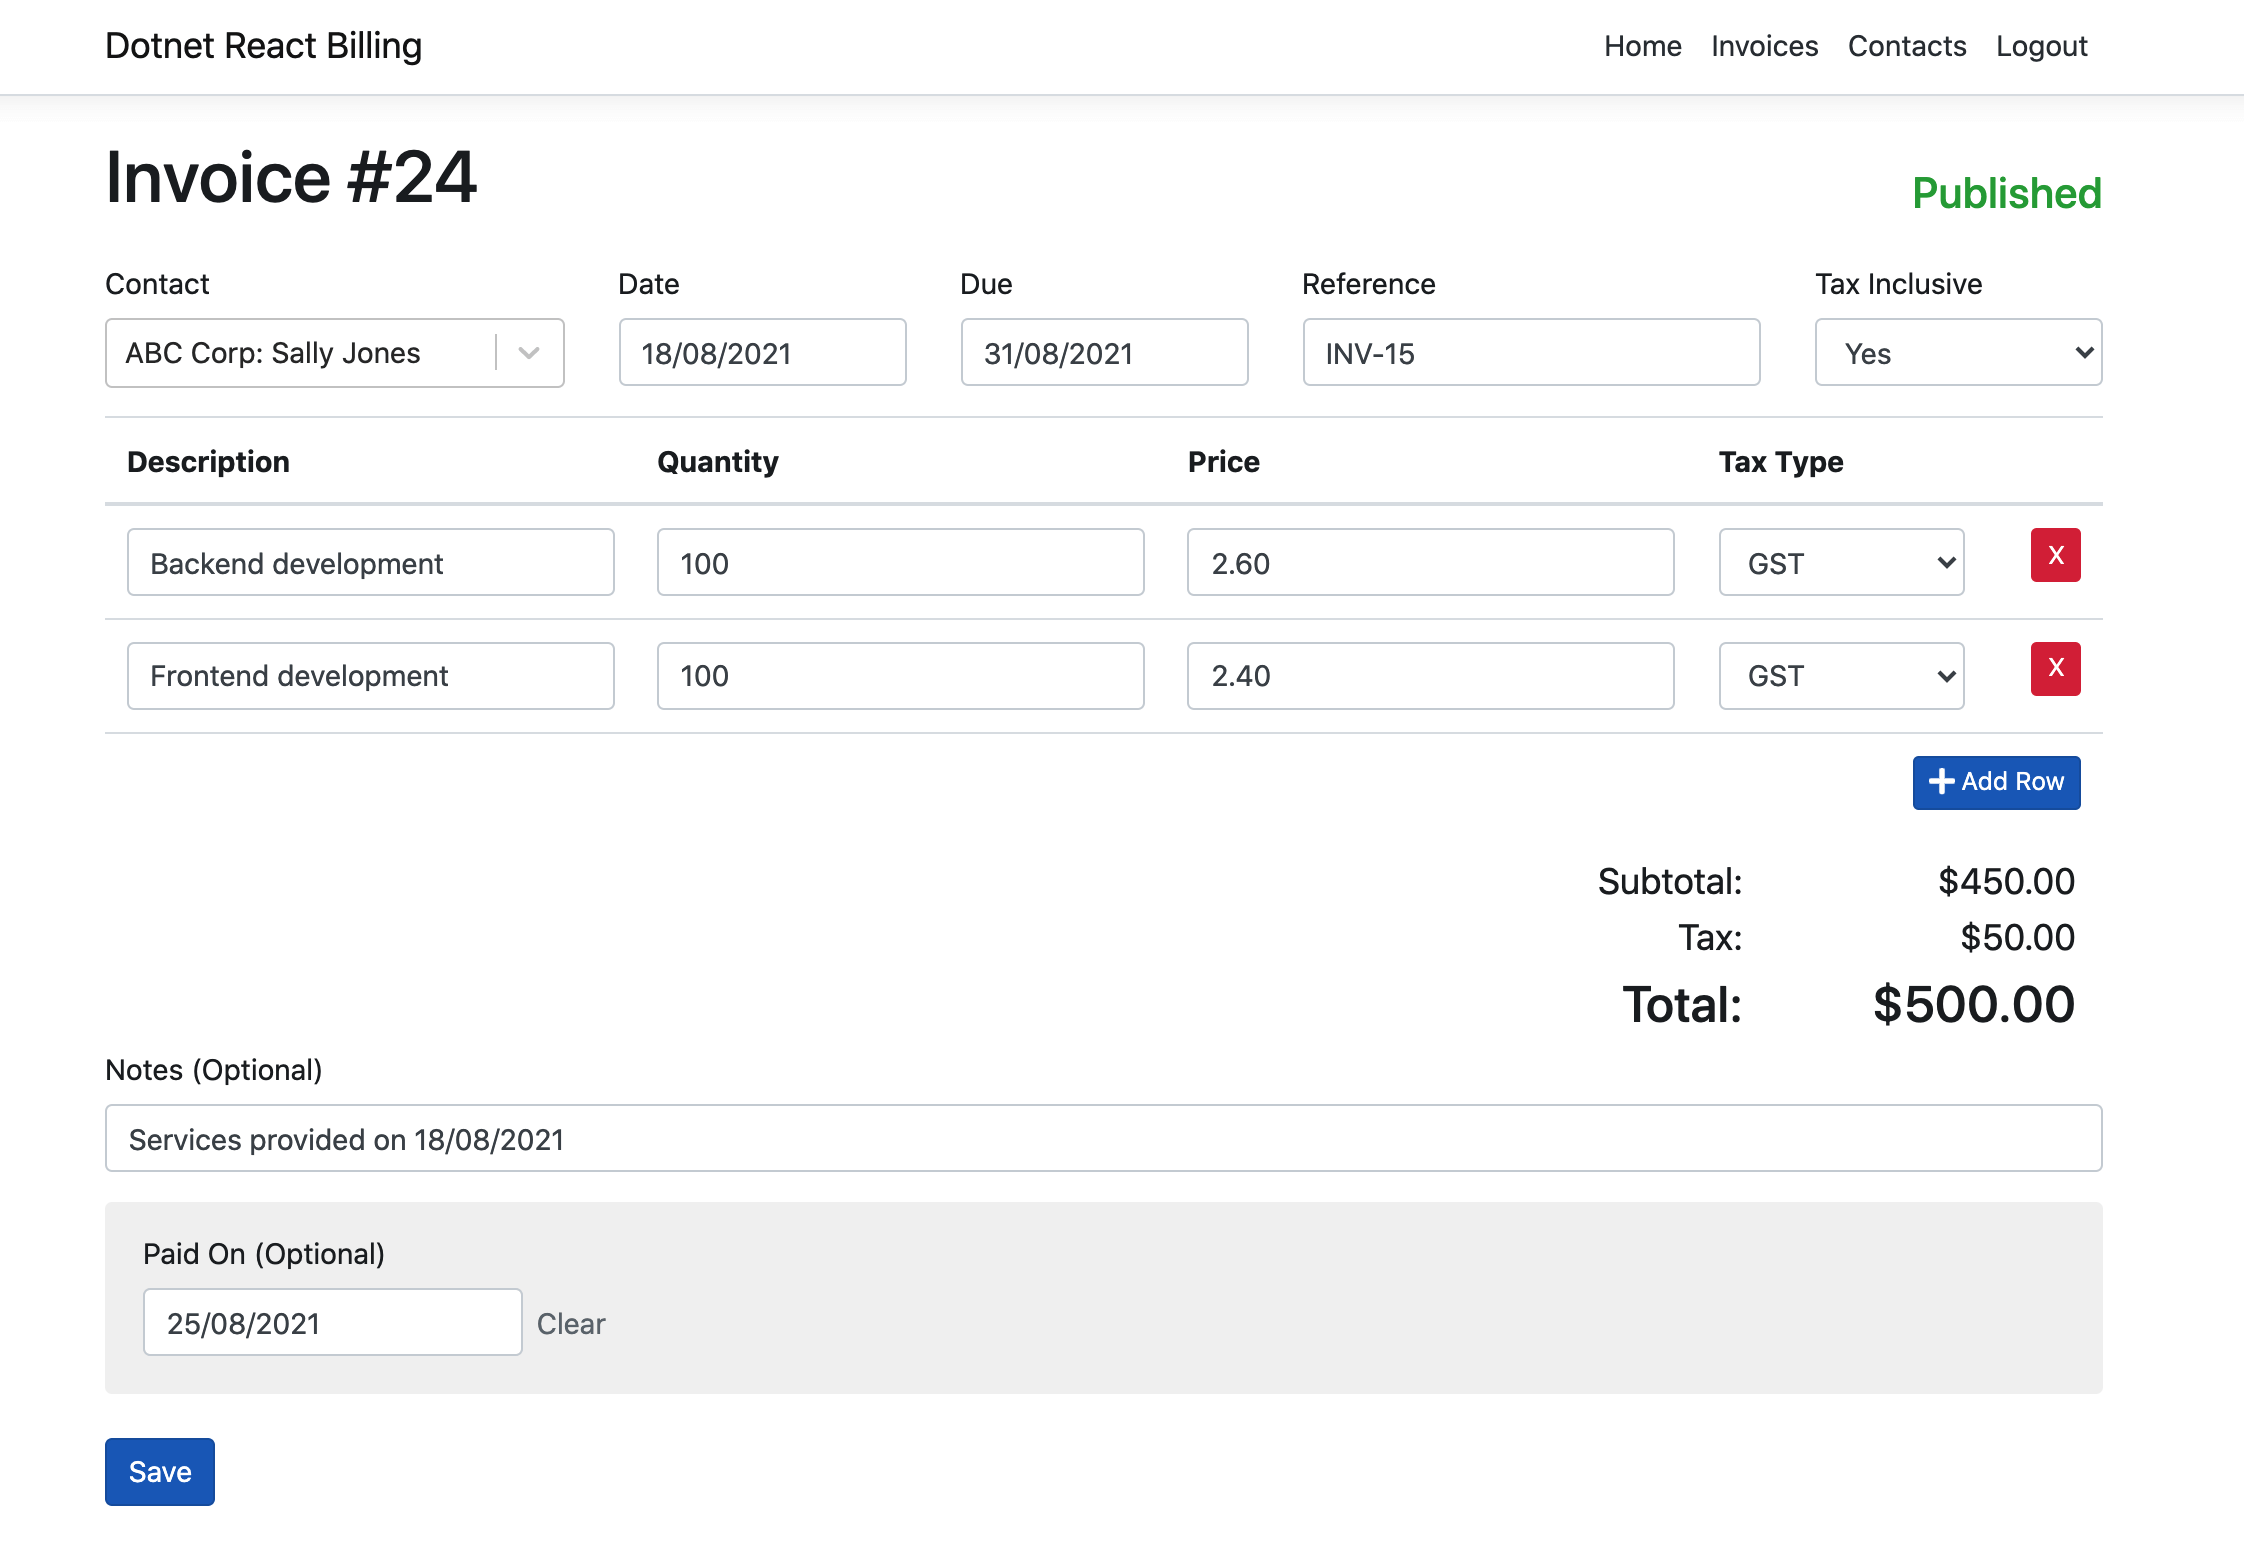 Dotnet React Billing Home Invoices Contacts Logout
Invoice #24 Published
Contact Date Due Reference Tax Inclusive
ABC Corp: Sally Jones 18/08/2021 31/08/2021 INV-15 Yes
Description Quantity Price Tax Type
Backend development 100 2.60 GST X
Frontend development 100 2.40 GST X
Add Row
Subtotal: $450.00
Tax: $50.00
Total: $500.00
Notes (Optional)
Services provided on 18/08/2021
Paid On (Optional)
25/08/2021 Clear
Save